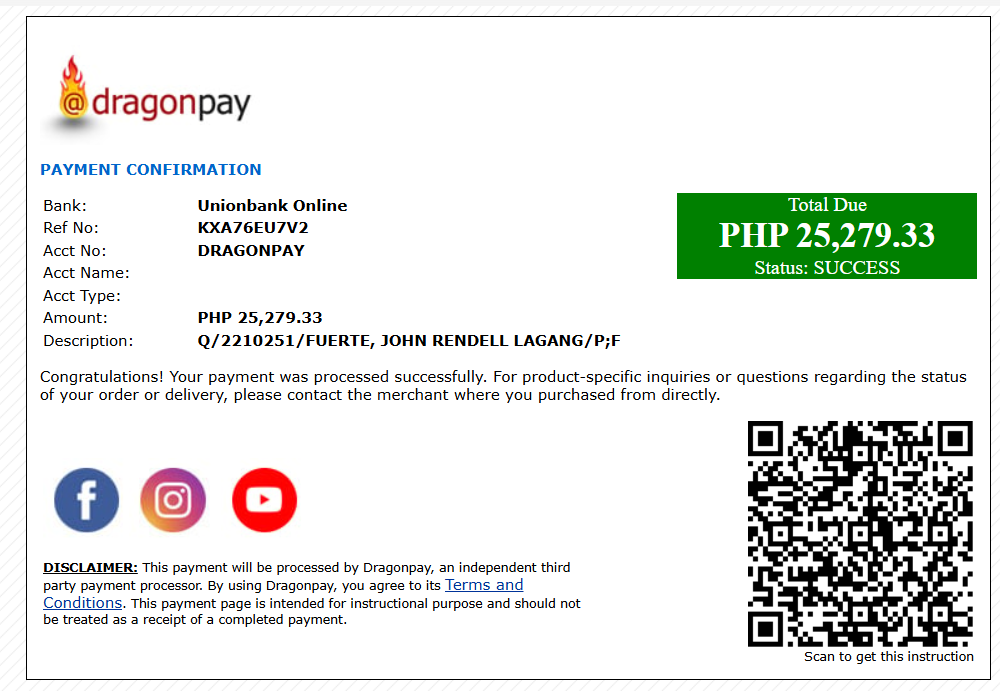 @dragonpay
PAYMENT CONFIRMATION
Bank: Unionbank Online
Ref No: KXA76EU7V2
Acct No: DRAGONPAY
Acct Name:
Acct Type:
Amount: PHP 25,279.33
Description: Q/2210251/FUERTE, JOHN RENDELL LAGANG/P;F
Total Due
PHP 25,279.33
Status: SUCCESS
Congratulations! Your payment was processed successfully. For product-specific inquiries or questions regarding the status
of your order or delivery, please contact the merchant where you purchased from directly.
DISCLAIMER: This payment will be processed by Dragonpay, an independent third
party payment processor. By using Dragonpay, you agree to its Terms and
Conditions. This payment page is intended for instructional purpose and should not
be treated as a receipt of a completed payment.
Scan to get this instruction